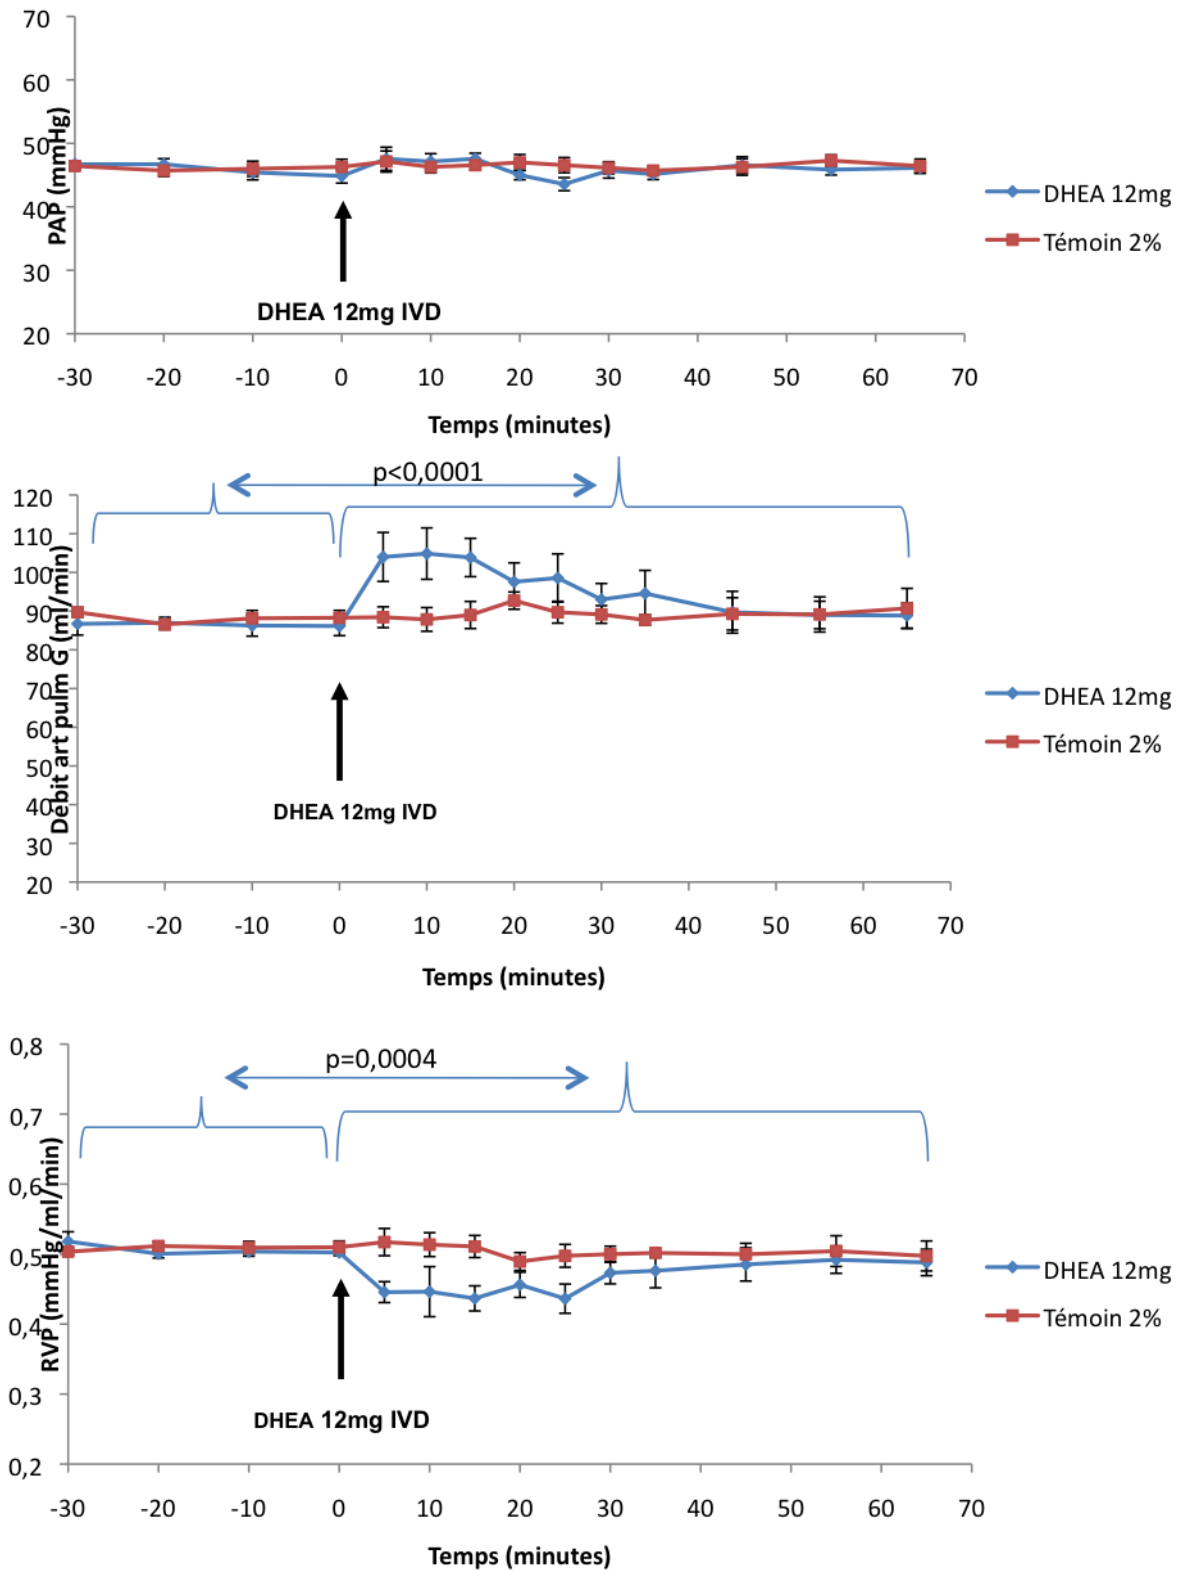 70
60
50
40
30
20
PAP (mmHg)
-30 -20 -10 0 10 20 30 40 50 60 70
DHEA 12mg IVD
Temps (minutes)
DHEA 12mg
Témoin 2%
p<0,0001
120
110
100
90
80
70
60
50
40
30
20
Débit art pulm G (ml/min)
-30 -20 -10 0 10 20 30 40 50 60 70
DHEA 12mg IVD
Temps (minutes)
DHEA 12mg
Témoin 2%
p=0,0004
0,8
0,7
0,6
0,5
0,4
0,3
0,2
RVP (mmHg/ml/min)
-30 -20 -10 0 10 20 30 40 50 60 70
DHEA 12mg IVD
Temps (minutes)
DHEA 12mg
Témoin 2%